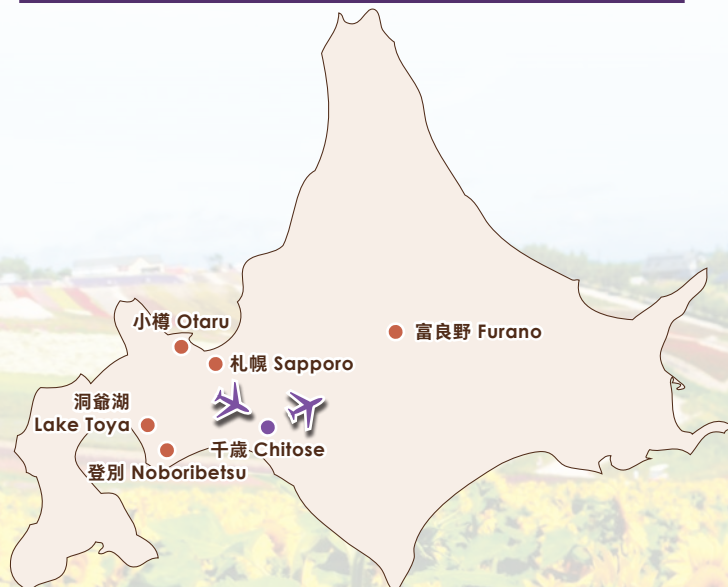 小樽 Otaru
富良野 Furano
札幌 Sapporo
洞爺湖
Lake Toya
千歳 Chitose
登別 Noboribetsu